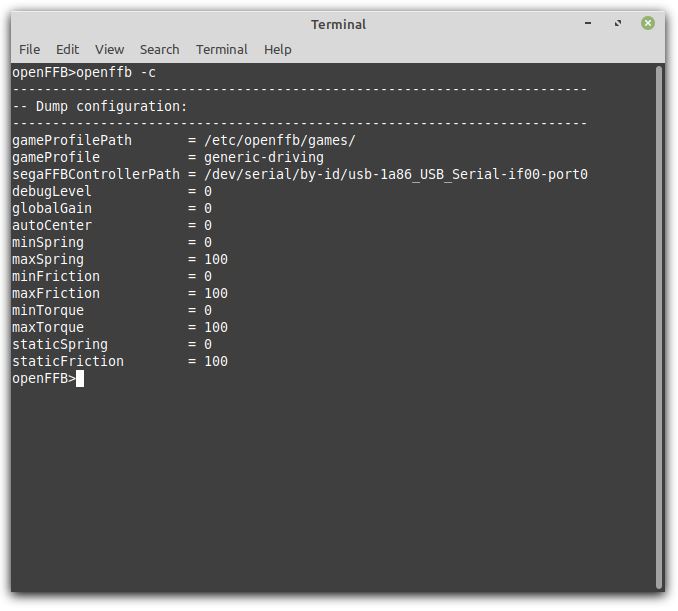 Terminal
File Edit View Search Terminal Help
openFFB>openffb -c
------------------------------------------------------------------------
-- Dump configuration:
------------------------------------------------------------------------
gameProfilePath       = /etc/openffb/games/
gameProfile           = generic-driving
segaFFBControllerPath = /dev/serial/by-id/usb-1a86_USB_Serial-if00-port0
debugLevel            = 0
globalGain            = 0
autoCenter            = 0
minSpring             = 0
maxSpring             = 100
minFriction           = 0
maxFriction           = 100
minTorque             = 0
maxTorque             = 100
staticSpring          = 0
staticFriction        = 100
openFFB>